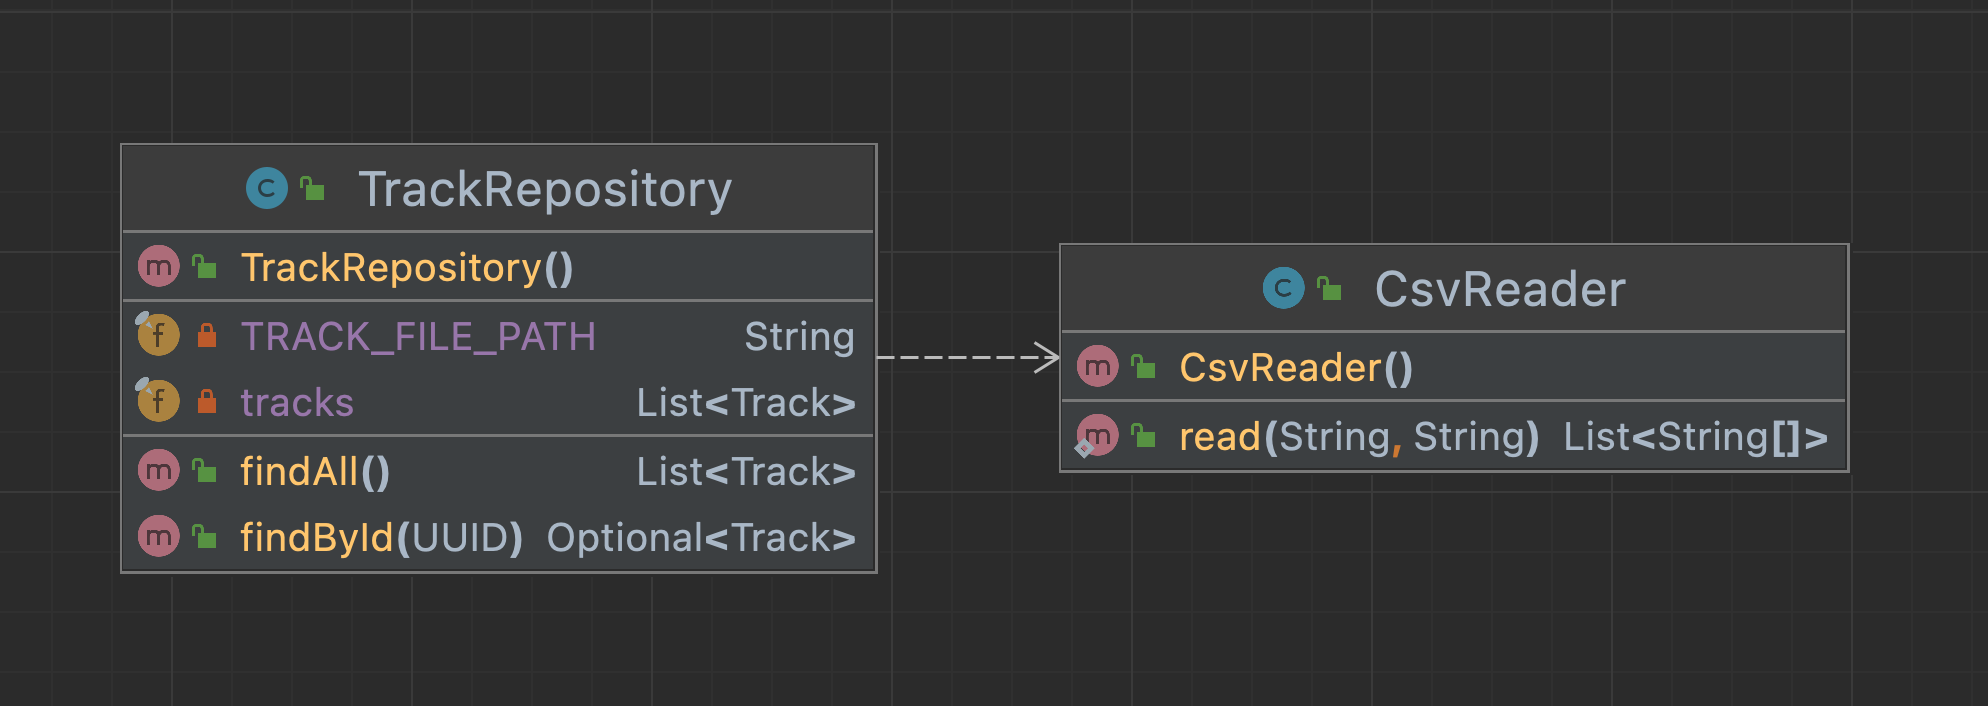 C TrackRepository
m TrackRepository()
f TRACK_FILE_PATH String
f tracks List<Track>
m findAll() List<Track>
m findById(UUID) Optional<Track>
C CsvReader
m CsvReader()
m read(String, String) List<String[]>